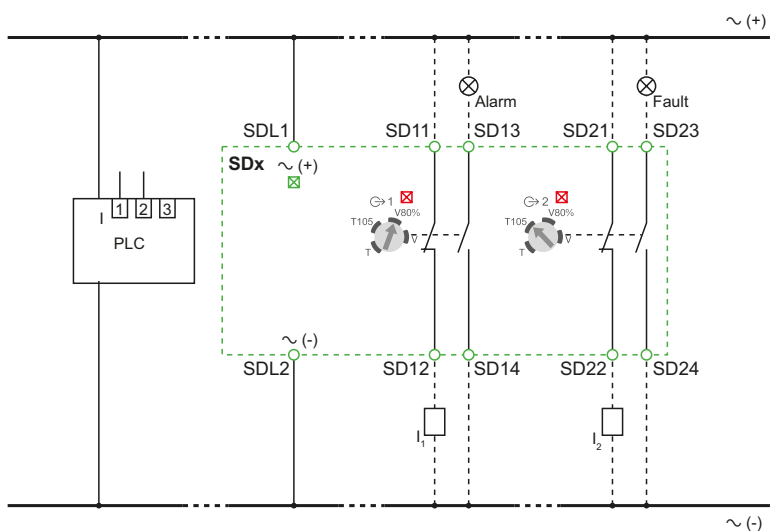 ∼ (+)
Alarm
Fault
SDL1
SD11
SD13
SD21
SD23
SDx ∼ (+)
1
V80%
T105
V
T
2
V80%
T105
V
T
1 2 3
I
PLC
∼ (-)
SDL2
SD12
SD14
SD22
SD24
I₁
I₂
∼ (-)